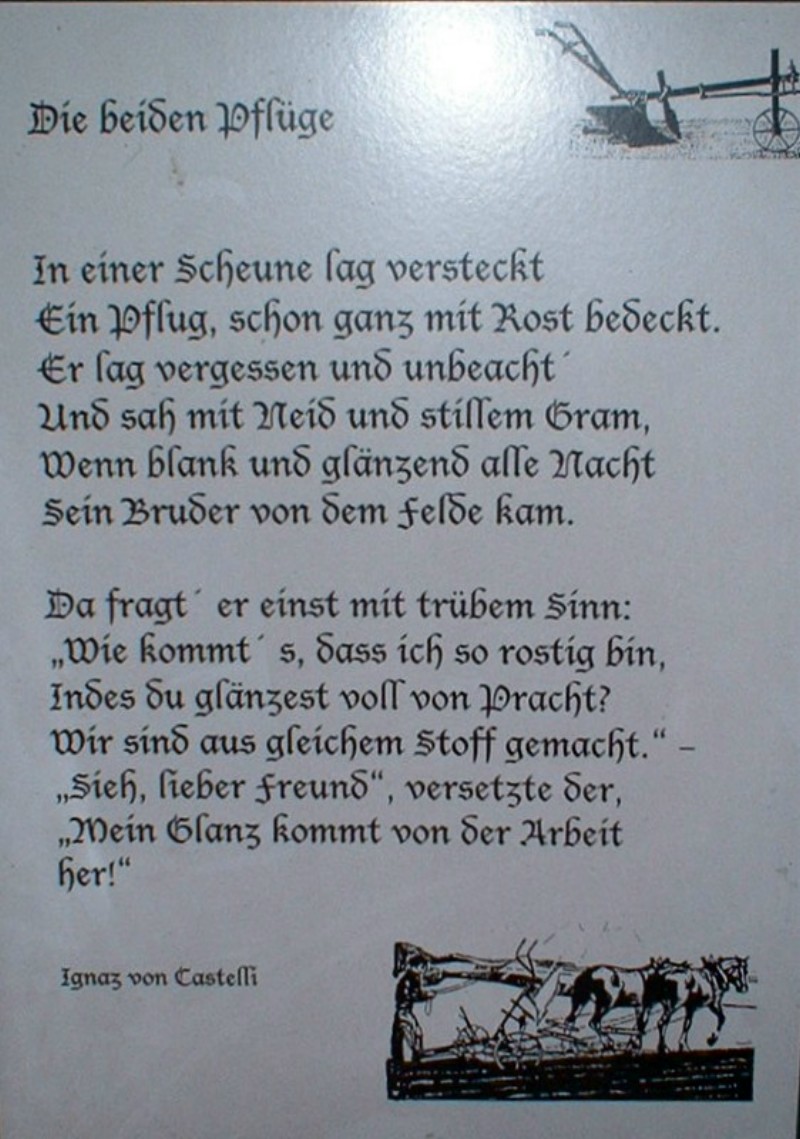 Die beiden Pflüge
In einer Scheune lag versteckt
Ein Pflug, schon ganz mit Rost bedeckt.
Er lag vergessen und unbeacht´
Und sah mit Neid und stillem Gram,
Wenn blank und glänzend alle Nacht
Sein Bruder von dem Felde kam.
Da fragt´ er einst mit trübem Sinn:
„Wie kommt´ s, dass ich so rostig bin,
Indes du glänzest voll von Pracht?
Wir sind aus gleichem Stoff gemacht.“ –
„Sieh, lieber Freund“, versetzte der,
„Mein Glanz kommt von der Arbeit
her!“
Ignaz von Castelli